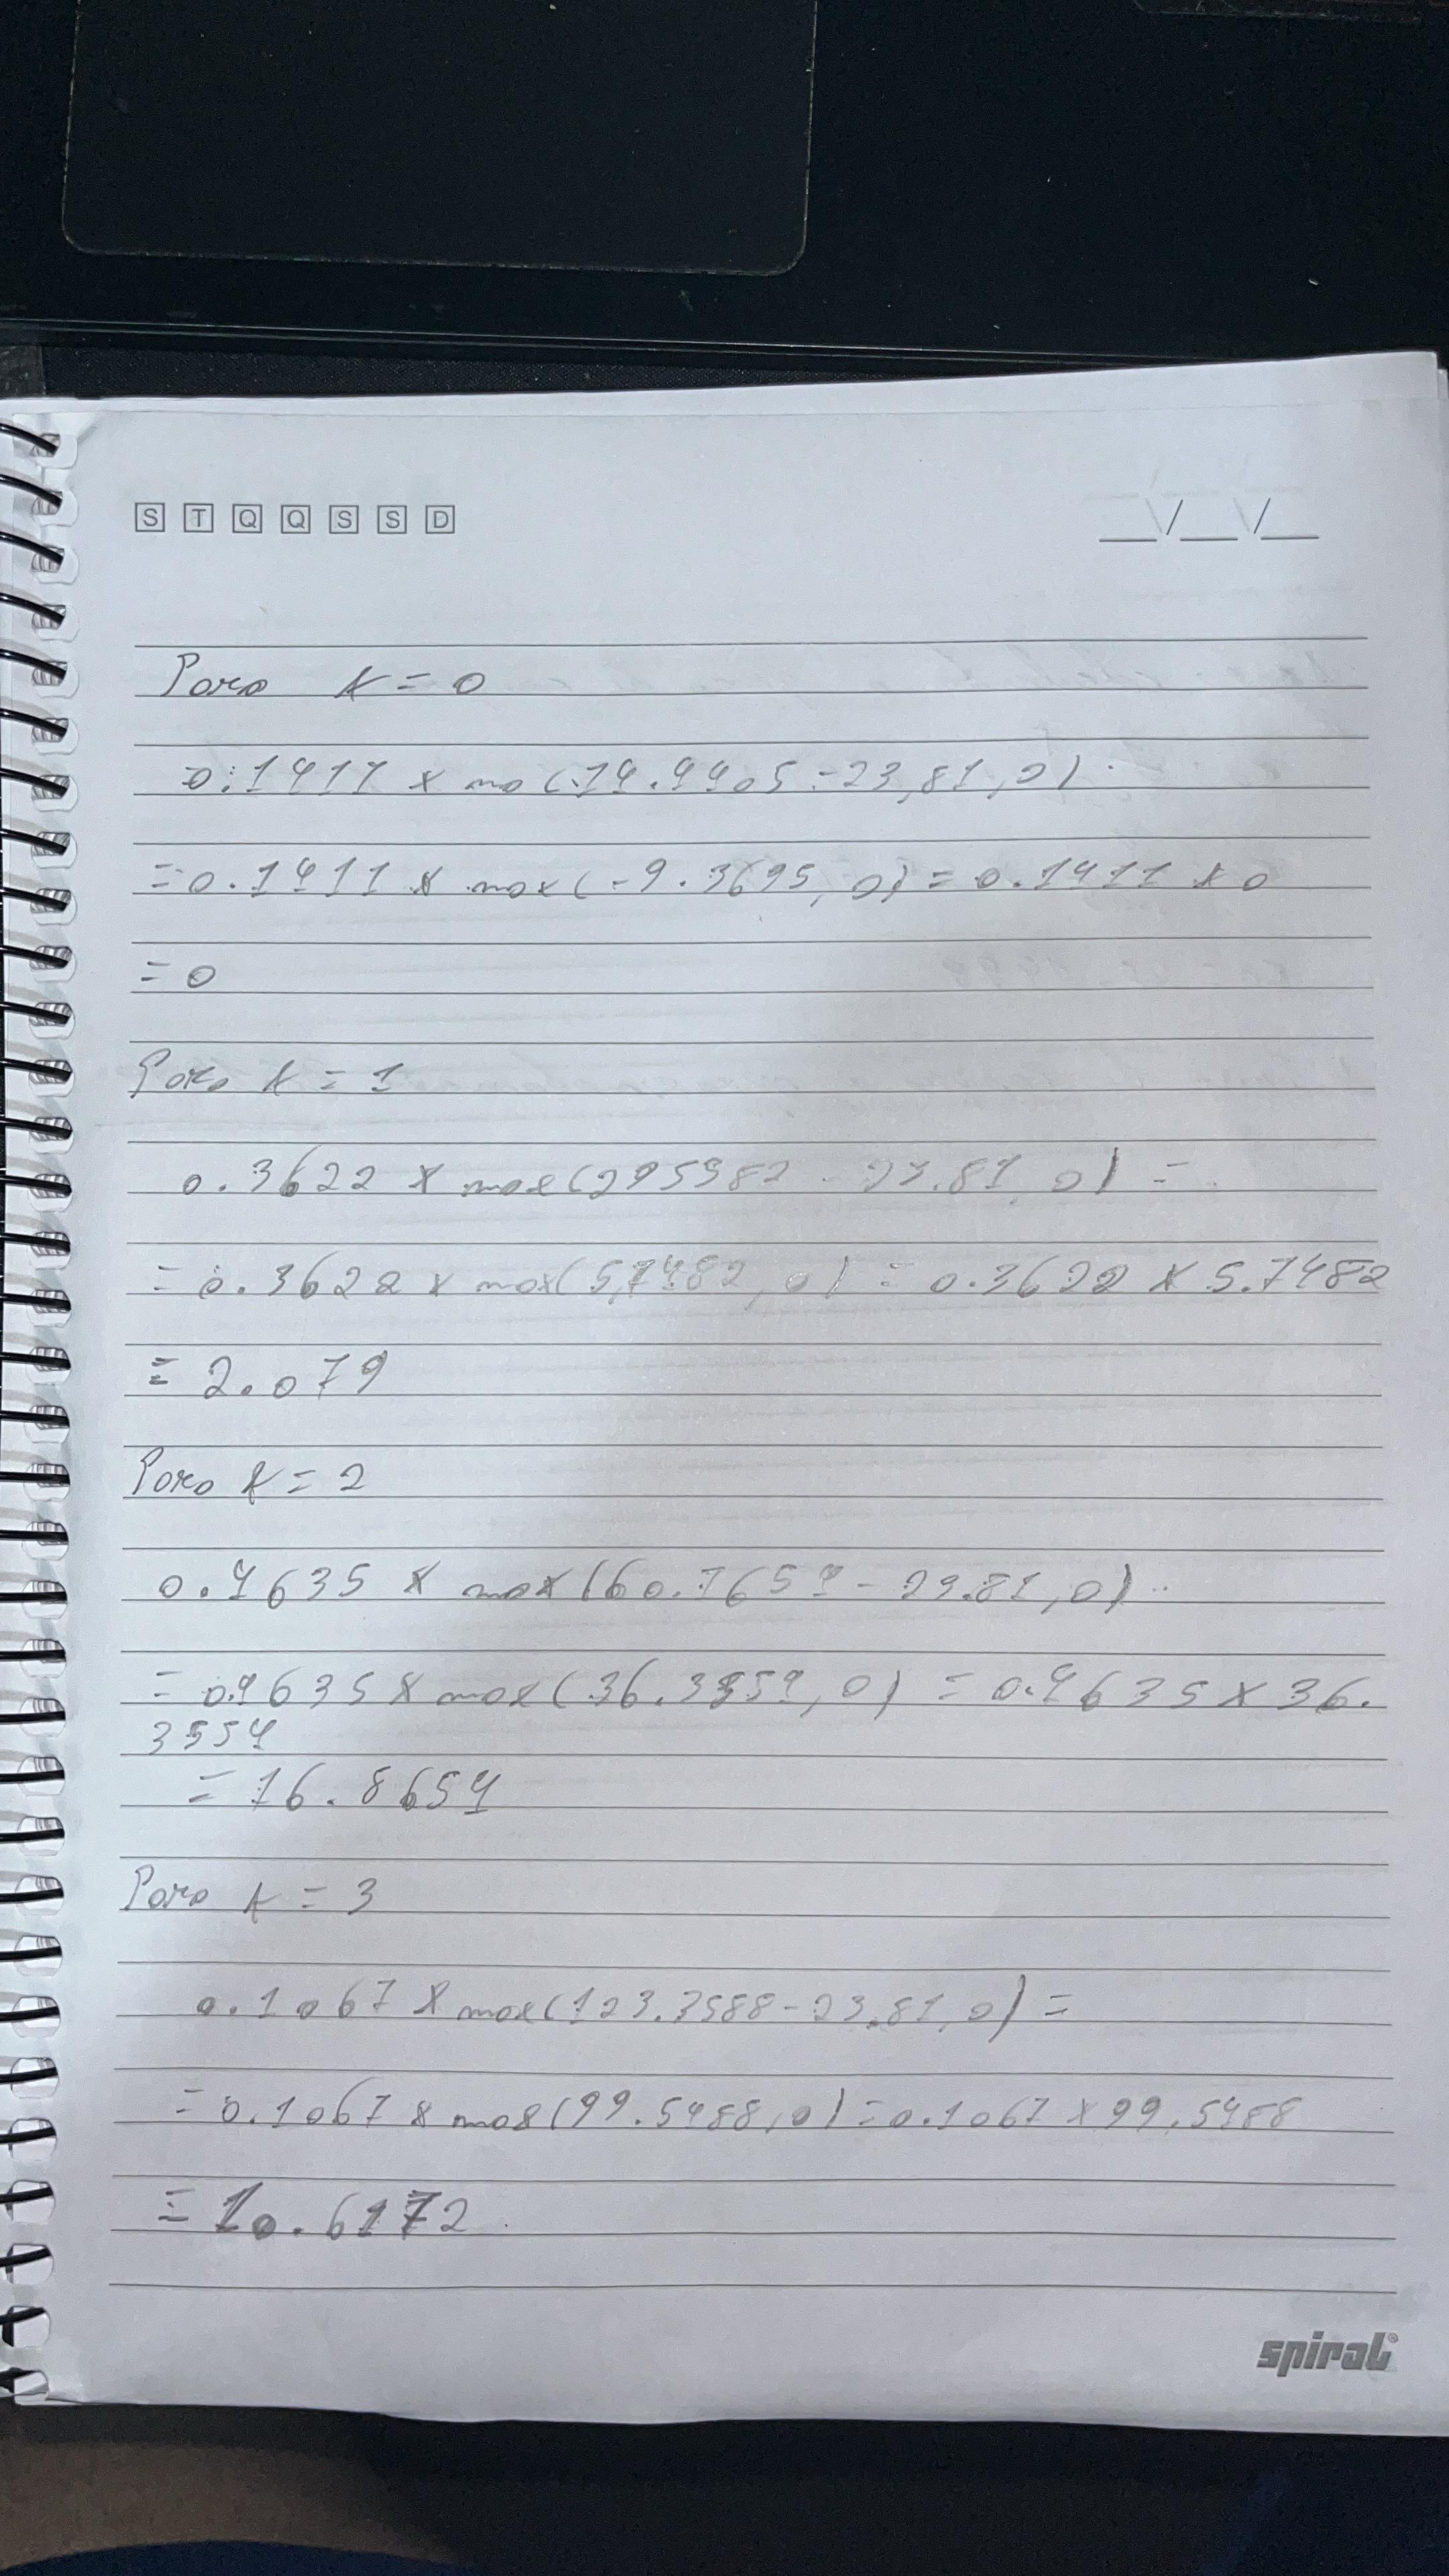 S T Q Q S S D
__/__/__
Para k = 0
0.1411 x ma(14.4405 - 23,81, 0)
= 0.1411 x max(-9.3695, 0) = 0.1411 x 0
= 0
Para k = 1
0.3622 x max(295582 - 23.81, 0) =
= 0.3622 x max(5,7482, 0) = 0.3622 x 5.7482
= 2.079
Para k = 2
0.4635 x max(60.1654 - 23.81, 0)
= 0.4635 x max(36.3554, 0) = 0.4635 x 36.
3554
= 16.8654
Para k = 3
0.1067 x max(123.3588 - 23.81, 0) =
= 0.1067 x max(99.5488, 0) = 0.1067 x 99.5488
= 10.6172
spiral®